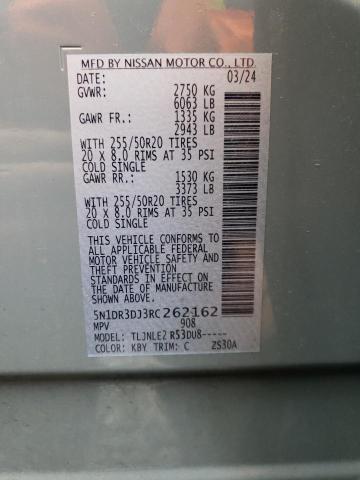 MFD BY NISSAN MOTOR CO., LTD.
DATE: 03/24
GVWR: 2750 KG
6063 LB
GAWR FR.: 1335 KG
2943 LB
WITH 255/50R20 TIRES
20 x 8.0 RIMS AT 35 PSI
COLD SINGLE
GAWR RR.: 1530 KG
3373 LB
WITH 255/50R20 TIRES
20 x 8.0 RIMS AT 35 PSI
COLD SINGLE
THIS VEHICLE CONFORMS TO
ALL APPLICABLE FEDERAL
MOTOR VEHICLE SAFETY AND
THEFT PREVENTION
STANDARDS IN EFFECT ON
THE DATE OF MANUFACTURE
SHOWN ABOVE.
5N1DR3DJ3RC262162
MPV 908
MODEL: TLJNLE2 R53DU8-----
COLOR: KBY TRIM: C ZS30A